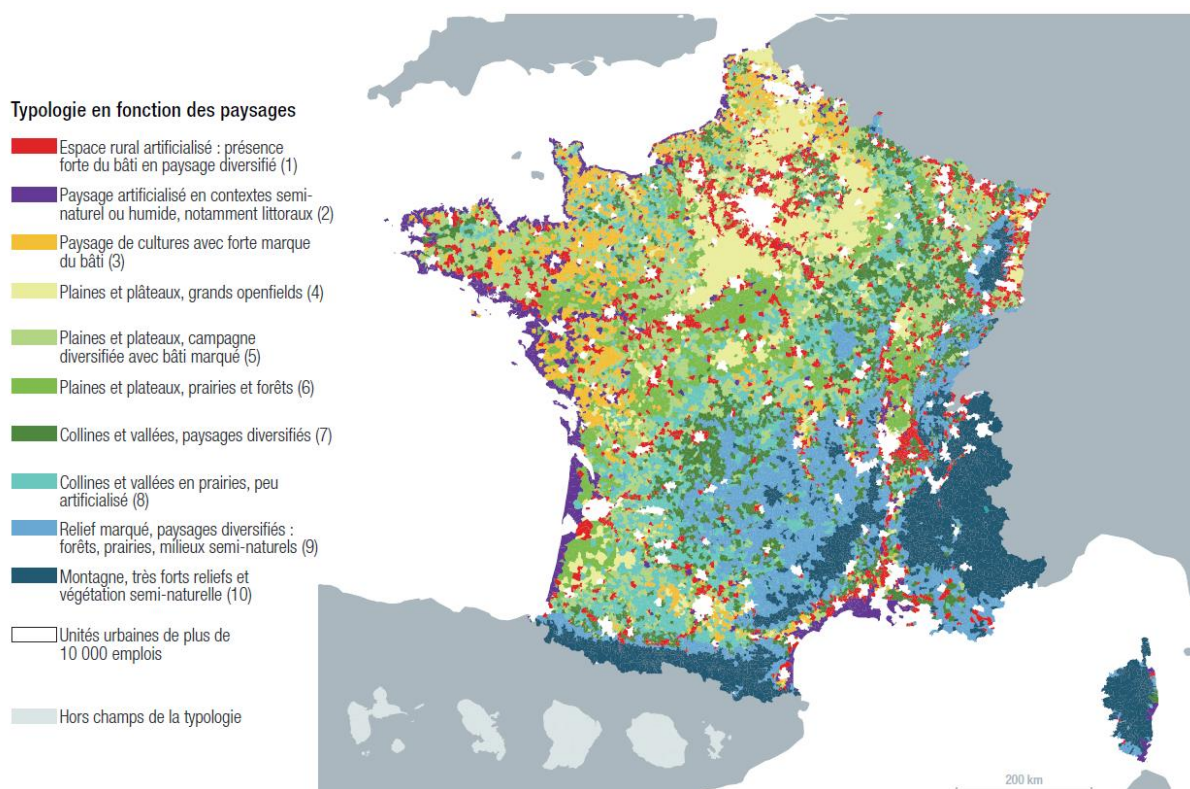 Typologie en fonction des paysages
Espace rural artificialisé : présence
forte du bâti en paysage diversifié (1)
Paysage artificialisé en contextes semi-
naturel ou humide, notamment littoraux (2)
Paysage de cultures avec forte marque
du bâti (3)
Plaines et plâteaux, grands openfields (4)
Plaines et plateaux, campagne
diversifiée avec bâti marqué (5)
Plaines et plateaux, prairies et forêts (6)
Collines et vallées, paysages diversifiés (7)
Collines et vallées en prairies, peu
artificialisé (8)
Relief marqué, paysages diversifiés :
forêts, prairies, milieux semi-naturels (9)
Montagne, très forts reliefs et
végétation semi-naturelle (10)
Unités urbaines de plus de
10 000 emplois
Hors champs de la typologie
200 km